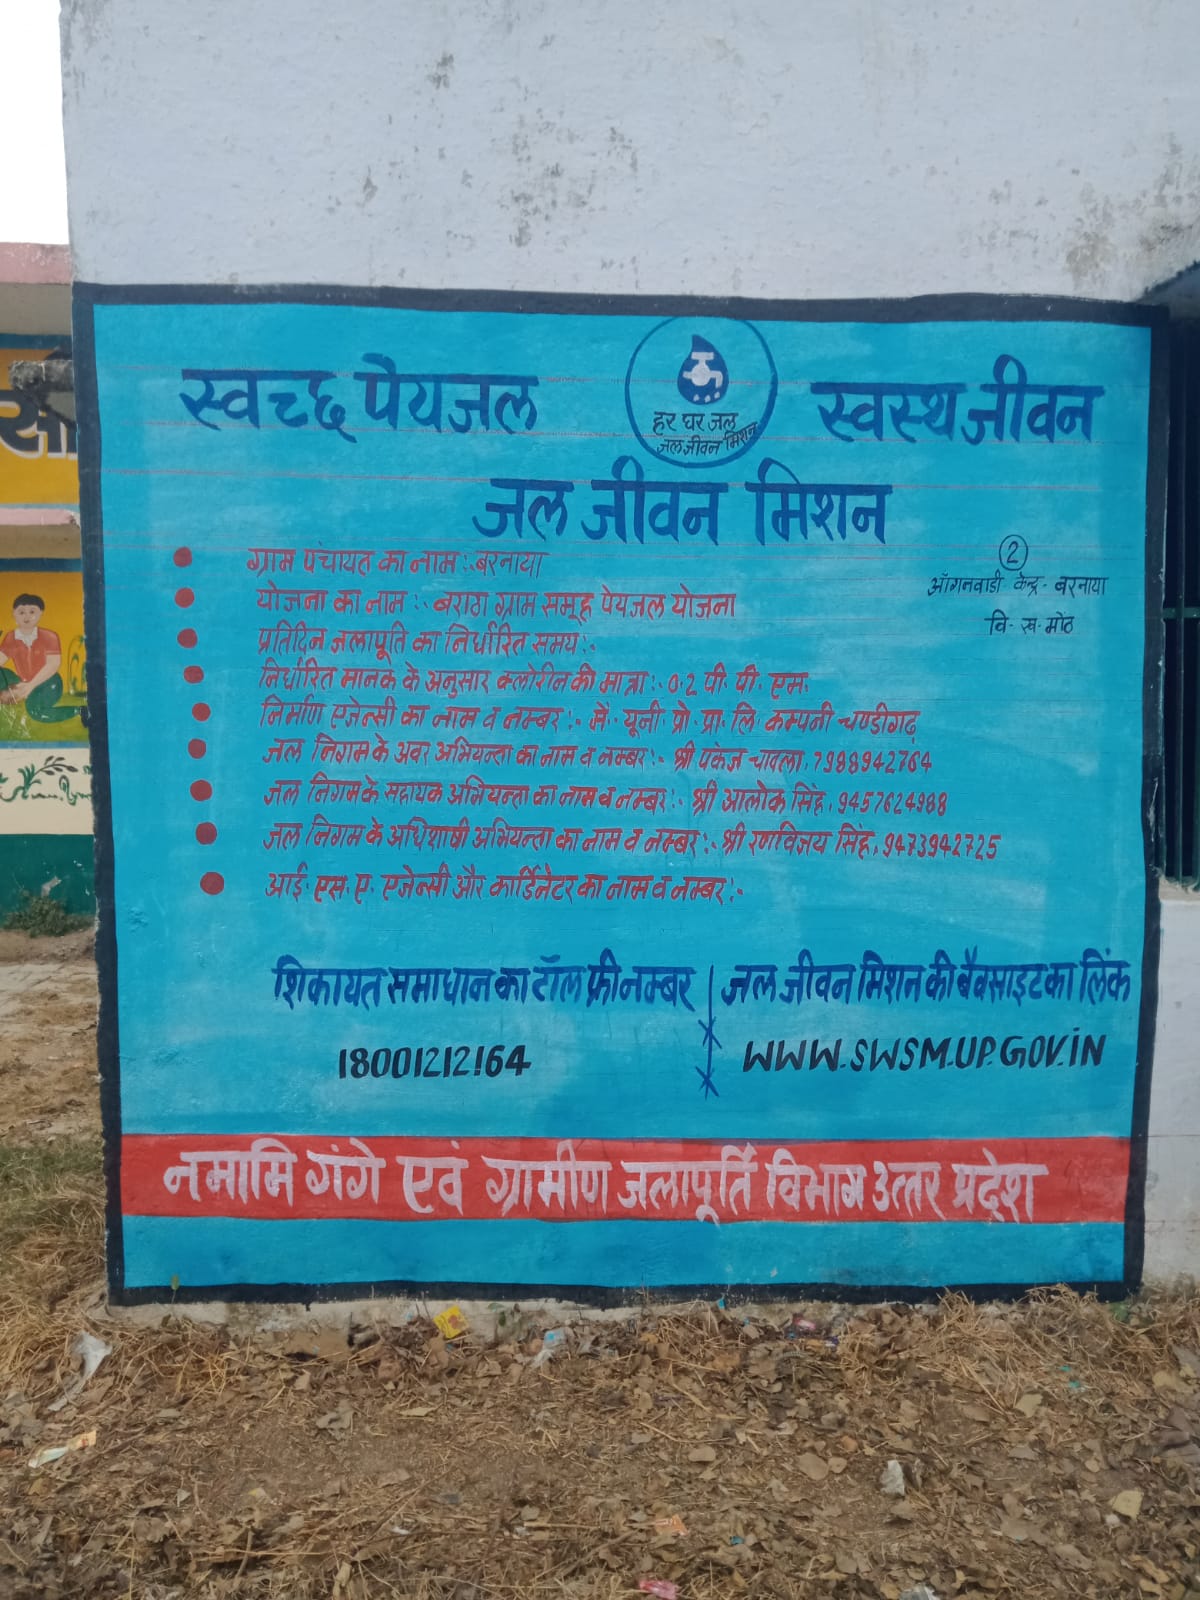 स्वच्छ पेयजल
हर घर जल
जल जीवन मिशन
स्वस्थ जीवन
जल जीवन मिशन
ग्राम पंचायत का नाम:- बरनाया
2
आँगनवाडी केन्द्र - बरनाया
वि. ख. मोंठ
योजना का नाम:- बराठा ग्राम समूह पेयजल योजना
प्रतिदिन जलापूर्ति का निर्धारित समय:-
निर्धारित मानक के अनुसार क्लोरीन की मात्रा:- 0.2 पी. पी. एम.
निर्माण एजेन्सी का नाम व नम्बर:- मै. यूनी. प्रो. प्रा. लि. कम्पनी चण्डीगढ़
जल निगम के अवर अभियन्ता का नाम व नम्बर:- श्री पंकज चावला, 7988942764
जल निगम के सहायक अभियन्ता का नाम व नम्बर:- श्री आलोक सिंह, 9457624988
जल निगम के अधिशाषी अभियन्ता का नाम व नम्बर:- श्री रणविजय सिंह, 9473942725
आई. एस. ए. एजेन्सी और कार्डिनेटर का नाम व नम्बर:-
शिकायत समाधान का टॉल फ्री नम्बर
18001212164
जल जीवन मिशन की बैवसाइट का लिंक
WWW.SWSM.UP.GOV.iN
नमामि गंगे एवं ग्रामीण जलापूर्ति विभाग उत्तर प्रदेश